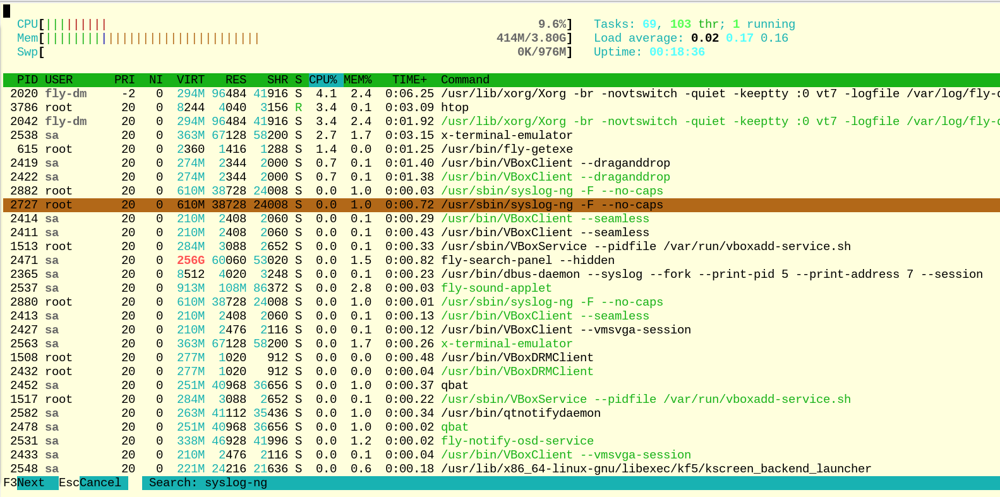 CPU[||||||||| 9.6%] Tasks: 69, 103 thr; 1 running
Mem[||||||||||||||||||||||||||||||| 414M/3.80G] Load average: 0.02 0.17 0.16
Swp[ 0K/976M] Uptime: 00:18:36
PID USER PRI NI VIRT RES SHR S CPU% MEM% TIME+ Command
2020 fly-dm -2 0 294M 96484 41916 S 4.1 2.4 0:06.25 /usr/lib/xorg/Xorg -br -novtswitch -quiet -keeptty :0 vt7 -logfile /var/log/fly-d
3786 root 20 0 8244 4040 3156 R 3.4 0.1 0:03.09 htop
2042 fly-dm 20 0 294M 96484 41916 S 3.4 2.4 0:01.92 /usr/lib/xorg/Xorg -br -novtswitch -quiet -keeptty :0 vt7 -logfile /var/log/fly-d
2538 sa 20 0 363M 67128 58200 S 2.7 1.7 0:03.15 x-terminal-emulator
615 root 20 0 2360 1416 1288 S 1.4 0.0 0:01.25 /usr/bin/fly-getexe
2419 sa 20 0 274M 2344 2000 S 0.7 0.1 0:01.40 /usr/bin/VBoxClient --draganddrop
2422 sa 20 0 274M 2344 2000 S 0.7 0.1 0:01.38 /usr/bin/VBoxClient --draganddrop
2882 root 20 0 610M 38728 24008 S 0.0 1.0 0:00.03 /usr/sbin/syslog-ng -F --no-caps
2727 root 20 0 610M 38728 24008 S 0.0 1.0 0:00.72 /usr/sbin/syslog-ng -F --no-caps
2414 sa 20 0 210M 2408 2060 S 0.0 0.1 0:00.29 /usr/bin/VBoxClient --seamless
2411 sa 20 0 210M 2408 2060 S 0.0 0.1 0:00.43 /usr/bin/VBoxClient --seamless
1513 root 20 0 284M 3088 2652 S 0.0 0.1 0:00.33 /usr/sbin/VBoxService --pidfile /var/run/vboxadd-service.sh
2471 sa 20 0 256G 60060 53020 S 0.0 1.5 0:00.82 fly-search-panel --hidden
2365 sa 20 0 8512 4020 3248 S 0.0 0.1 0:00.23 /usr/bin/dbus-daemon --syslog --fork --print-pid 5 --print-address 7 --session
2537 sa 20 0 913M 108M 86372 S 0.0 2.8 0:00.03 fly-sound-applet
2880 root 20 0 610M 38728 24008 S 0.0 1.0 0:00.01 /usr/sbin/syslog-ng -F --no-caps
2413 sa 20 0 210M 2408 2060 S 0.0 0.1 0:00.13 /usr/bin/VBoxClient --seamless
2427 sa 20 0 210M 2476 2116 S 0.0 0.1 0:00.12 /usr/bin/VBoxClient --vmsvga-session
2563 sa 20 0 363M 67128 58200 S 0.0 1.7 0:00.26 x-terminal-emulator
1508 root 20 0 277M 1020 912 S 0.0 0.0 0:00.48 /usr/bin/VBoxDRMClient
2432 root 20 0 277M 1020 912 S 0.0 0.0 0:00.04 /usr/bin/VBoxDRMClient
2452 sa 20 0 251M 40968 36656 S 0.0 1.0 0:00.37 qbat
1517 root 20 0 284M 3088 2652 S 0.0 0.1 0:00.22 /usr/sbin/VBoxService --pidfile /var/run/vboxadd-service.sh
2582 sa 20 0 263M 41112 35436 S 0.0 1.0 0:00.34 /usr/bin/qtnotifydaemon
2478 sa 20 0 251M 40968 36656 S 0.0 1.0 0:00.02 qbat
2531 sa 20 0 338M 46928 41996 S 0.0 1.2 0:00.02 fly-notify-osd-service
2433 sa 20 0 210M 2476 2116 S 0.0 0.1 0:00.04 /usr/bin/VBoxClient --vmsvga-session
2548 sa 20 0 221M 24216 21636 S 0.0 0.6 0:00.18 /usr/lib/x86_64-linux-gnu/libexec/kf5/kscreen_backend_launcher
F3Next EscCancel Search: syslog-ng